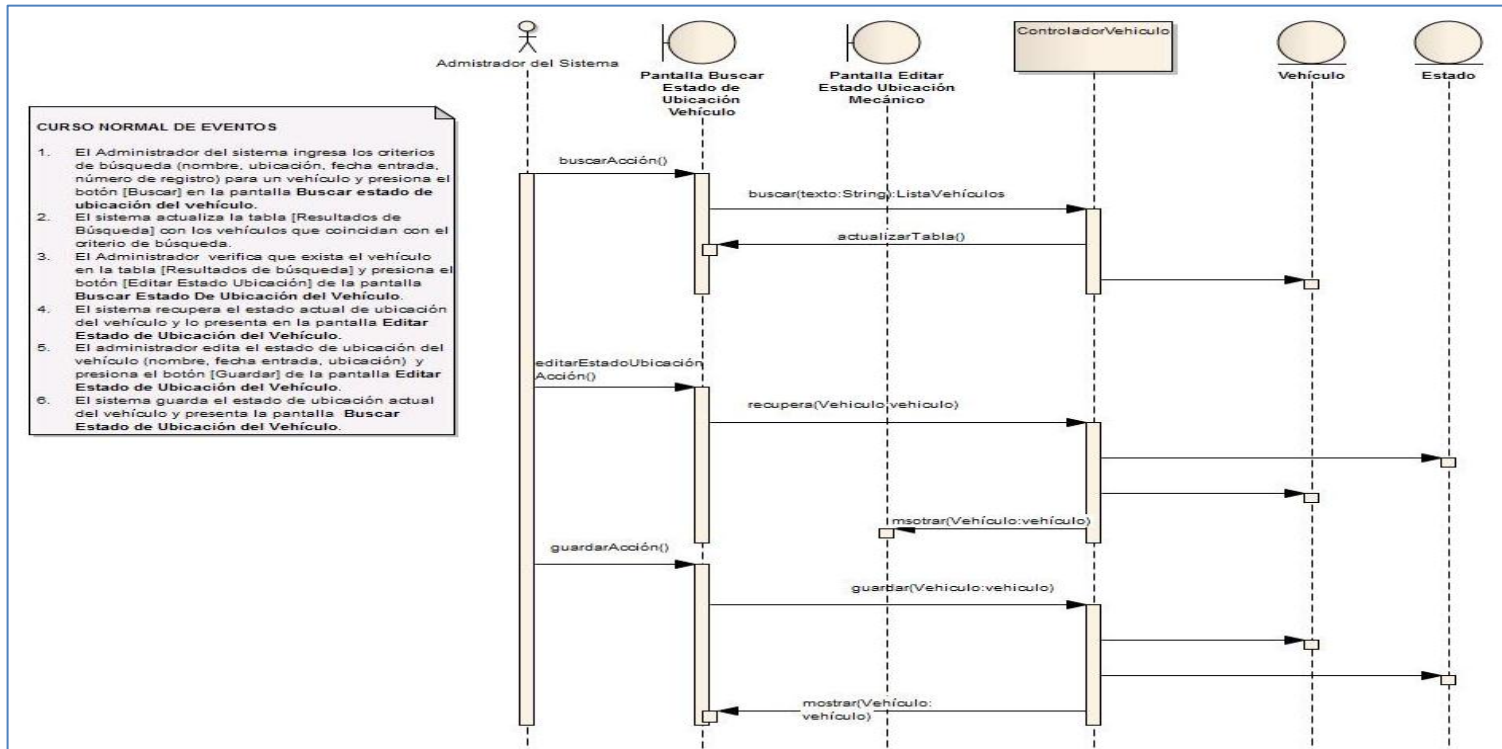 Admistrador del Sistema
Pantalla Buscar
Estado de
Ubicación
Vehículo
Pantalla Editar
Estado Ubicación
Mecánico
ControladorVehiculo
Vehículo
Estado
CURSO NORMAL DE EVENTOS
1. El Administrador del sistema ingresa los criterios
de búsqueda (nombre, ubicación, fecha entrada,
número de registro) para un vehículo y presiona el
botón [Buscar] en la pantalla Buscar estado de
ubicación del vehículo.
2. El sistema actualiza la tabla [Resultados de
Búsqueda] con los vehículos que coincidan con el
criterio de búsqueda.
3. El Administrador verifica que exista el vehículo
en la tabla [Resultados de búsqueda] y presiona el
botón [Editar Estado Ubicación] de la pantalla
Buscar Estado De Ubicación del Vehículo.
4. El sistema recupera el estado actual de ubicación
del vehículo y lo presenta en la pantalla Editar
Estado de Ubicación del Vehículo.
5. El administrador edita el estado de ubicación del
vehículo (nombre, fecha entrada, ubicación) y
presiona el botón [Guardar] de la pantalla Editar
Estado de Ubicación del Vehículo.
6. El sistema guarda el estado de ubicación actual
del vehículo y presenta la pantalla Buscar
Estado de Ubicación del Vehículo.
buscarAcción()
buscar(texto:String):ListaVehículos
actualizarTabla()
editarEstadoUbicación
Acción()
recupera(Vehiculo:vehiculo)
msotrar(Vehículo:vehículo)
guardarAcción()
guardar(Vehiculo:vehiculo)
mostrar(Vehículo:
vehículo)